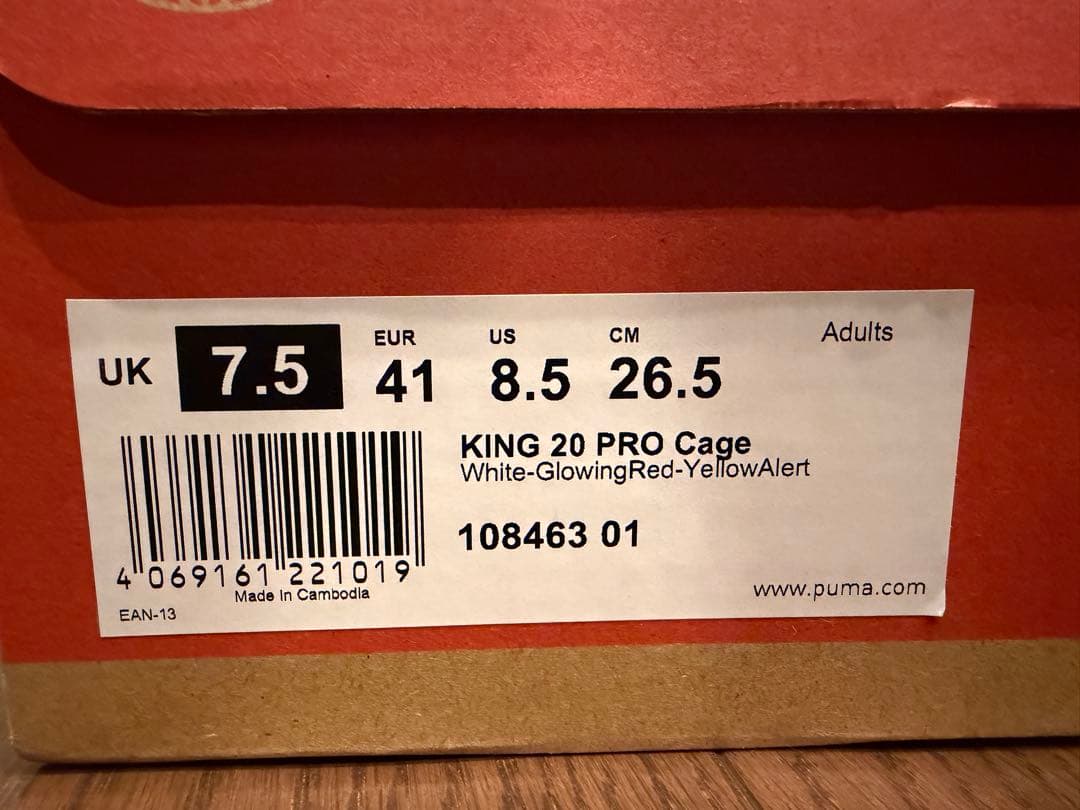 UK 7.5
EUR 41
US 8.5
CM 26.5
Adults
KING 20 PRO Cage
White-GlowingRed-YellowAlert
108463 01
4 069161 221019
Made In Cambodia
EAN-13
www.puma.com